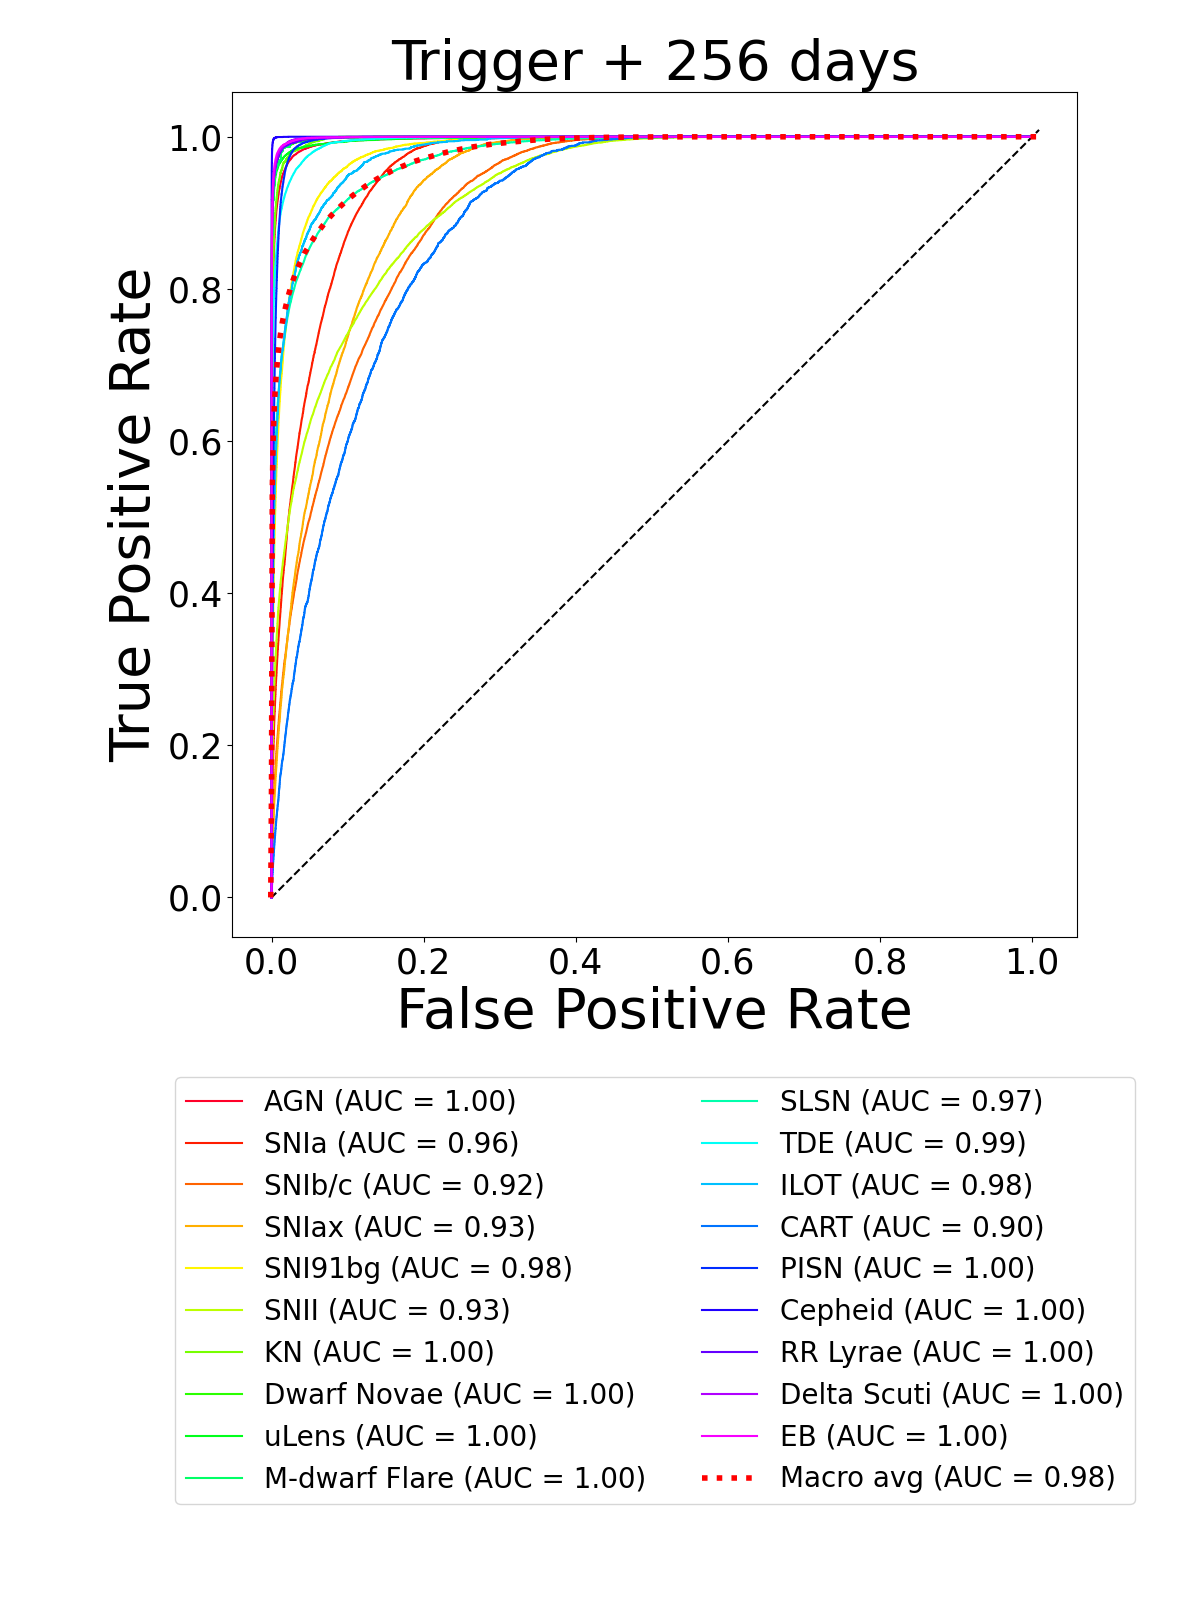 Trigger + 256 days
1.0
0.8
0.6
0.4
0.2
0.0
True Positive Rate
0.0 0.2 0.4 0.6 0.8 1.0
False Positive Rate
AGN (AUC = 1.00)
SNIa (AUC = 0.96)
SNIb/c (AUC = 0.92)
SNIax (AUC = 0.93)
SNI91bg (AUC = 0.98)
SNII (AUC = 0.93)
KN (AUC = 1.00)
Dwarf Novae (AUC = 1.00)
uLens (AUC = 1.00)
M-dwarf Flare (AUC = 1.00)
SLSN (AUC = 0.97)
TDE (AUC = 0.99)
ILOT (AUC = 0.98)
CART (AUC = 0.90)
PISN (AUC = 1.00)
Cepheid (AUC = 1.00)
RR Lyrae (AUC = 1.00)
Delta Scuti (AUC = 1.00)
EB (AUC = 1.00)
Macro avg (AUC = 0.98)